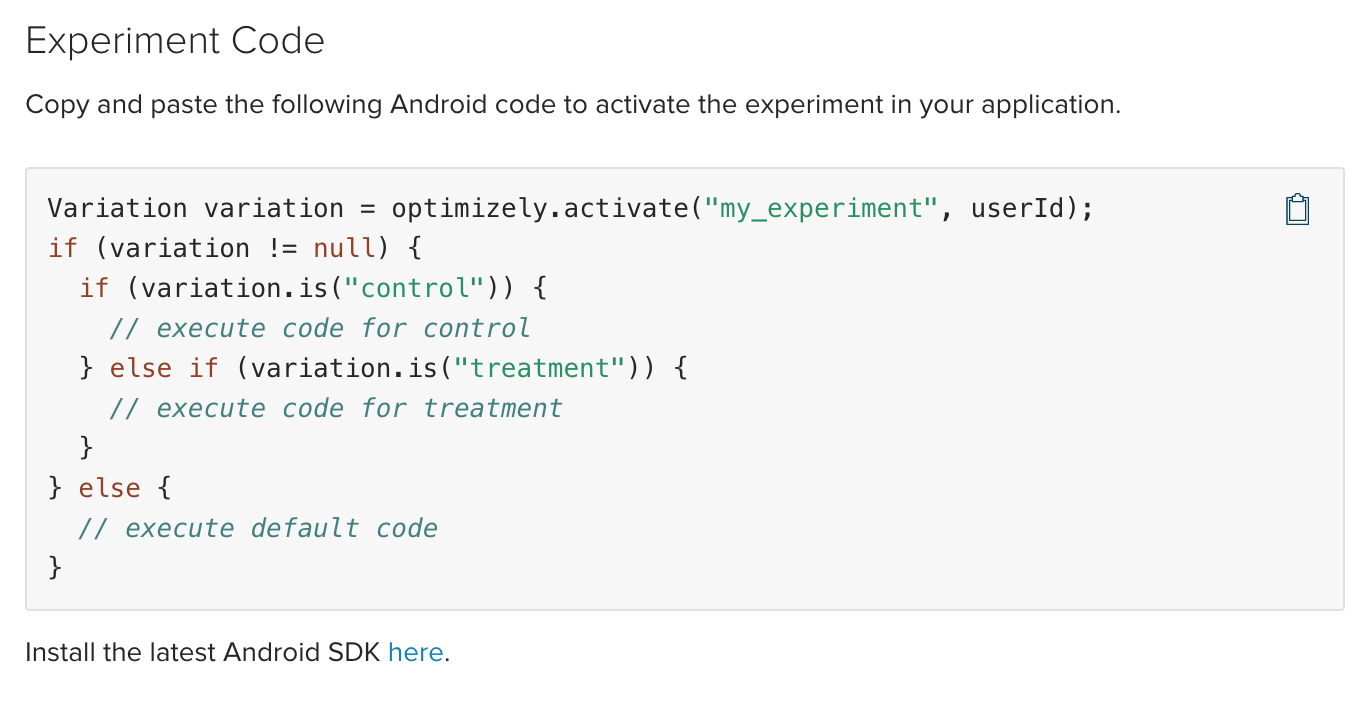 Experiment Code
Copy and paste the following Android code to activate the experiment in your application.
Variation variation = optimizely.activate("my_experiment", userId);
if (variation != null) {
  if (variation.is("control")) {
    // execute code for control
  } else if (variation.is("treatment")) {
    // execute code for treatment
  }
} else {
  // execute default code
}
Install the latest Android SDK here.